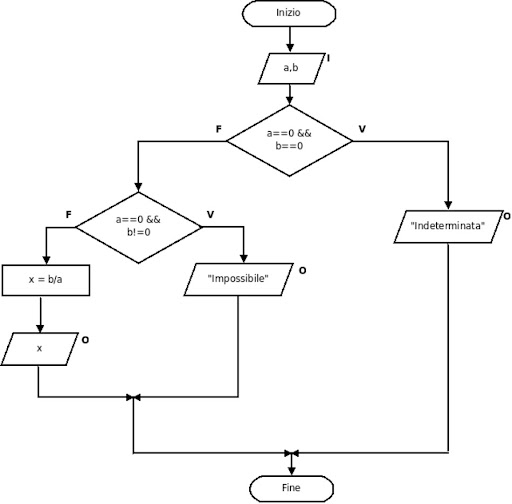 Inizio
a,b
I
a==0 &&
b==0
F
V
a==0 &&
b!=0
F
V
"Indeterminata"
O
x = b/a
"Impossibile"
O
x
O
Fine